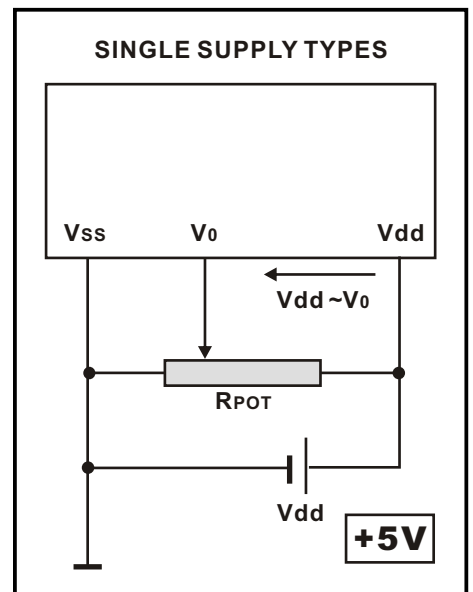 SINGLE SUPPLY TYPES
Vss V0 Vdd
Vdd ~V0
RPOT
Vdd
+5V